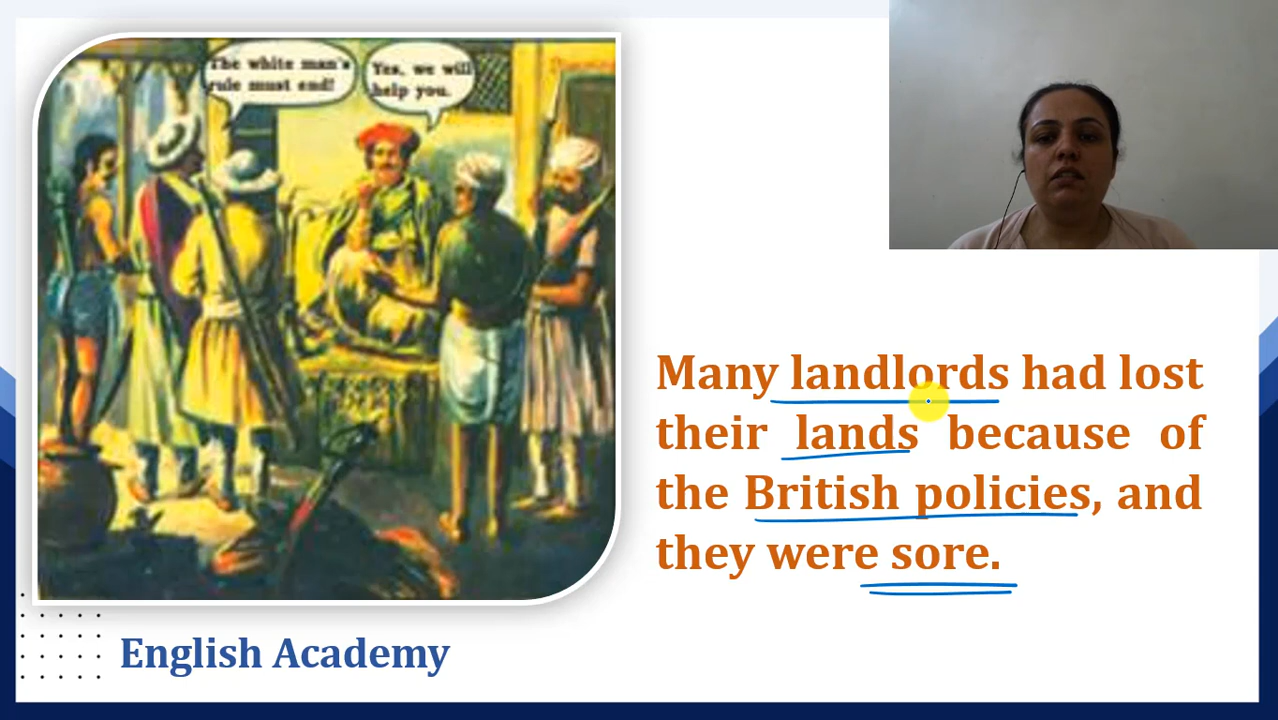 The white man's
rule must end!
Yes, we will
help you.
Many landlords had lost
their lands because of
the British policies, and
they were sore.
English Academy